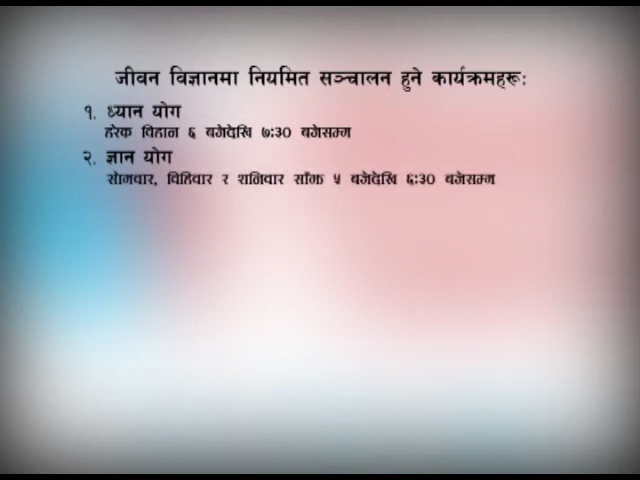 जीवन विज्ञानमा नियमित सञ्चालन हुने कार्यक्रमहरू:
१. ध्यान योग
हरेक विहान ६ बजेदेखि ७:३० बजेसम्म
२. ज्ञान योग
सोमवार, विहिवार र शनिवार साँझ ५ बजेदेखि ६:३० बजेसम्म